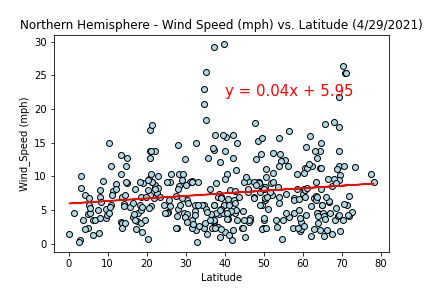 Northern Hemisphere - Wind Speed (mph) vs. Latitude (4/29/2021)
30
25
20
15
10
5
0
Wind_Speed (mph)
y = 0.04x + 5.95
0 10 20 30 40 50 60 70 80
Latitude